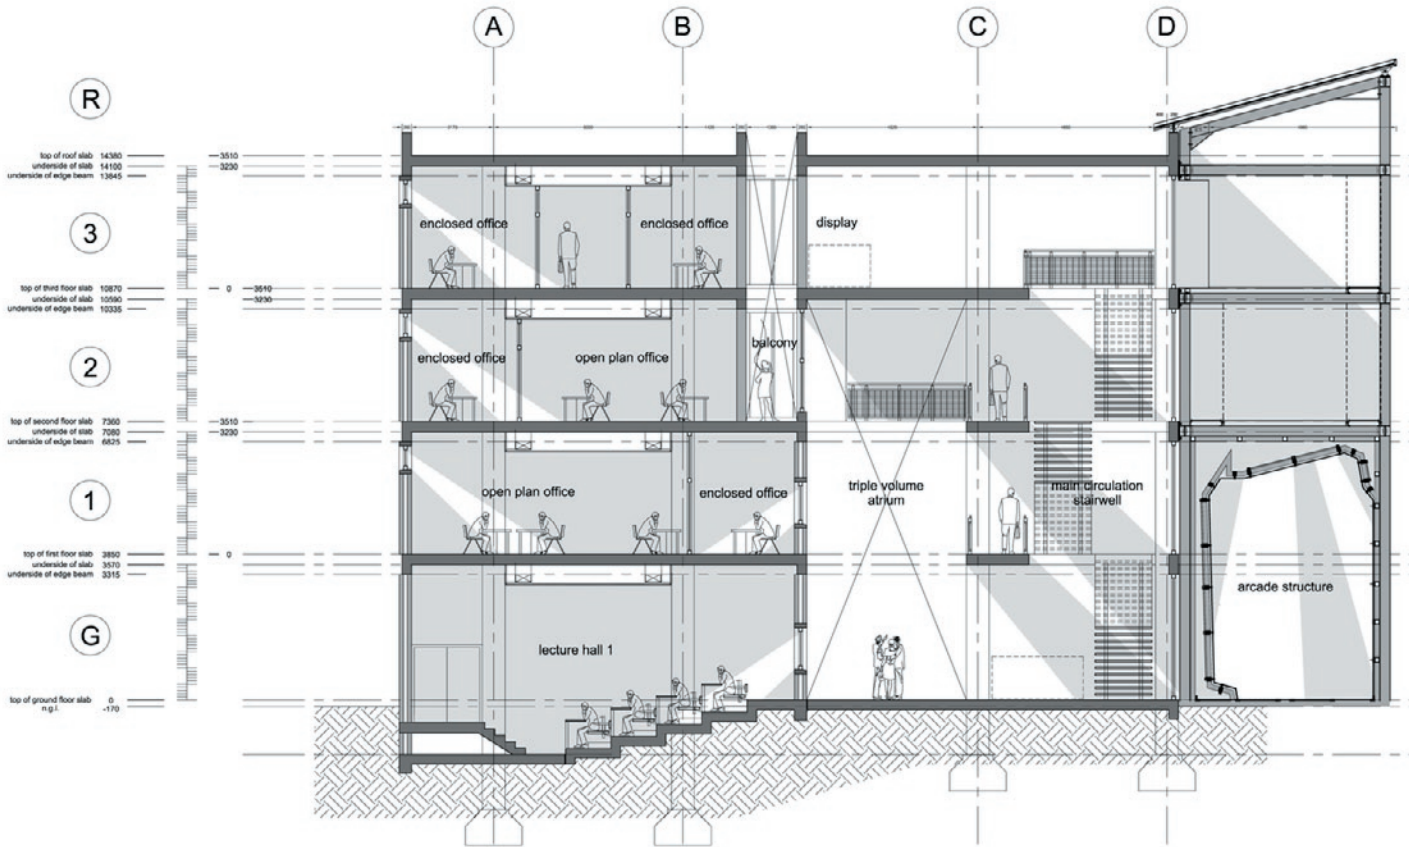 A B C D
R
top of roof slab 14380 3510
underside of slab 14100 3230
underside of edge beam 13845
3
enclosed office enclosed office display
top of third floor slab 10870 0 3510
underside of slab 10590 3230
underside of edge beam 10335
2
balcony
enclosed office open plan office
top of second floor slab 7360 3510
underside of slab 7080 3230
underside of edge beam 6825
1
open plan office enclosed office
triple volume
atrium
main circulation
stairwell
top of first floor slab 3850 0
underside of slab 3570
underside of edge beam 3315
arcade structure
G
lecture hall 1
top of ground floor slab 0
n.g.l. -170